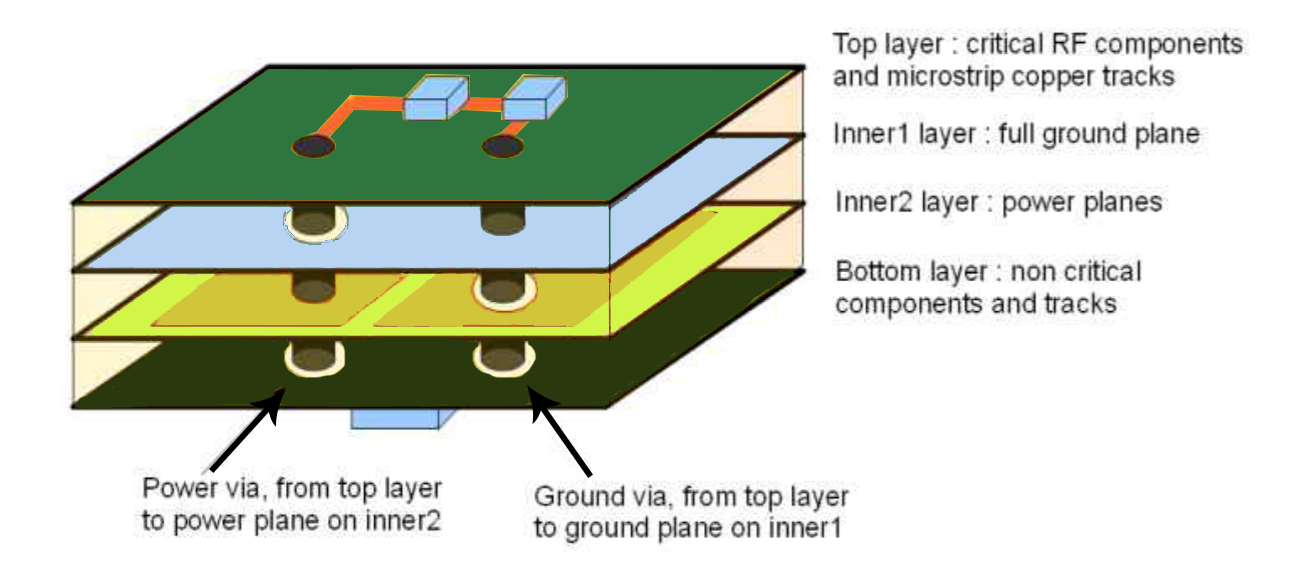 Top layer : critical RF components
and microstrip copper tracks
Inner1 layer : full ground plane
Inner2 layer : power planes
Bottom layer : non critical
components and tracks
Power via, from top layer
to power plane on inner2
Ground via, from top layer
to ground plane on inner1